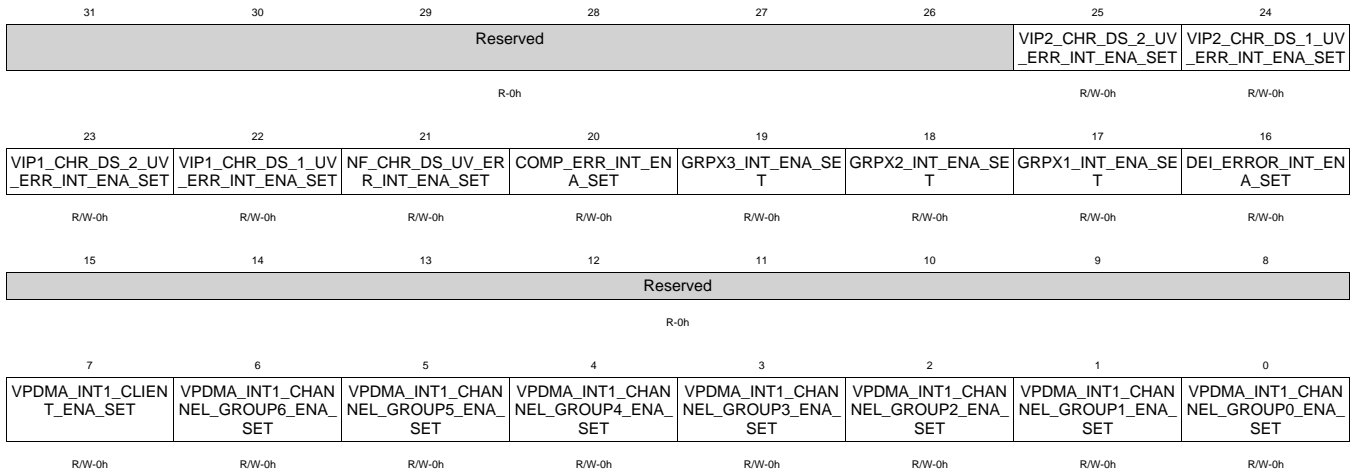 31 30 29 28 27 26 25 24
Reserved VIP2_CHR_DS_2_UV VIP2_CHR_DS_1_UV
_ERR_INT_ENA_SET _ERR_INT_ENA_SET
R-0h R/W-0h R/W-0h
23 22 21 20 19 18 17 16
VIP1_CHR_DS_2_UV VIP1_CHR_DS_1_UV NF_CHR_DS_UV_ER COMP_ERR_INT_EN GRPX3_INT_ENA_SE GRPX2_INT_ENA_SE GRPX1_INT_ENA_SE DEI_ERROR_INT_EN
_ERR_INT_ENA_SET _ERR_INT_ENA_SET R_INT_ENA_SET A_SET T T T A_SET
R/W-0h R/W-0h R/W-0h R/W-0h R/W-0h R/W-0h R/W-0h R/W-0h
15 14 13 12 11 10 9 8
Reserved
R-0h
7 6 5 4 3 2 1 0
VPDMA_INT1_CLIEN VPDMA_INT1_CHAN VPDMA_INT1_CHAN VPDMA_INT1_CHAN VPDMA_INT1_CHAN VPDMA_INT1_CHAN VPDMA_INT1_CHAN VPDMA_INT1_CHAN
T_ENA_SET NEL_GROUP6_ENA_ NEL_GROUP5_ENA_ NEL_GROUP4_ENA_ NEL_GROUP3_ENA_ NEL_GROUP2_ENA_ NEL_GROUP1_ENA_ NEL_GROUP0_ENA_
SET SET SET SET SET SET SET
R/W-0h R/W-0h R/W-0h R/W-0h R/W-0h R/W-0h R/W-0h R/W-0h